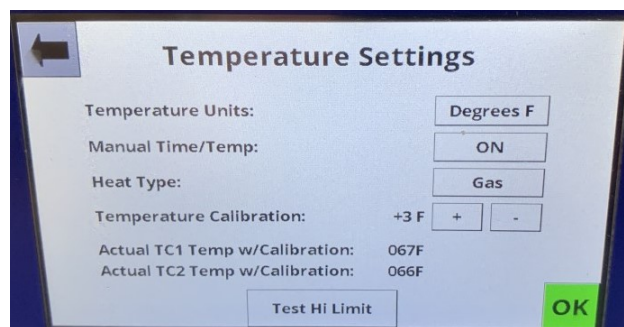 Temperature Settings
Temperature Units: Degrees F
Manual Time/Temp: ON
Heat Type: Gas
Temperature Calibration: +3 F + -
Actual TC1 Temp w/Calibration: 067F
Actual TC2 Temp w/Calibration: 066F
Test Hi Limit
OK